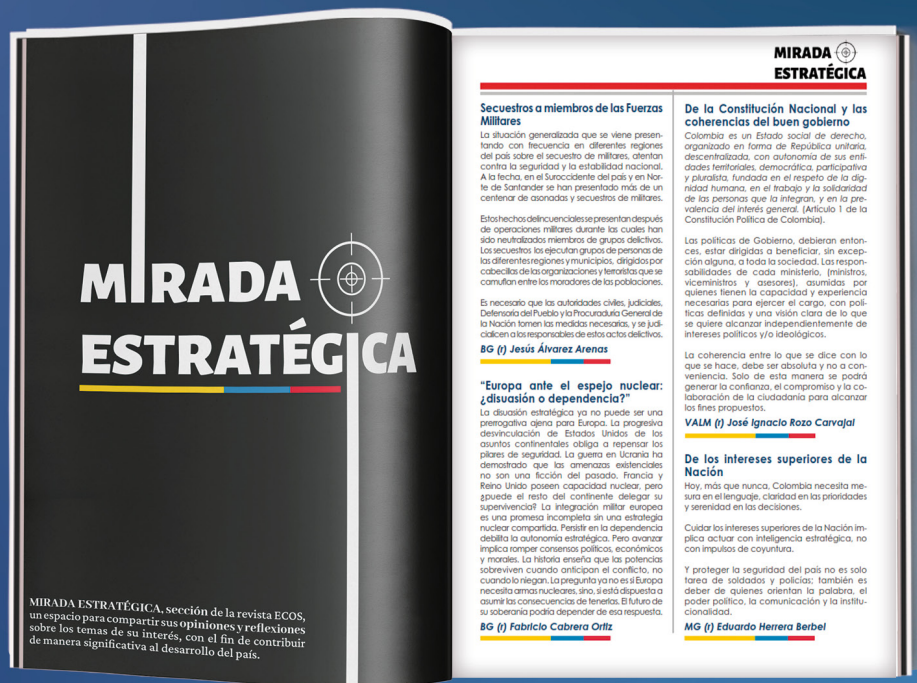 MIRADA
ESTRATÉGICA
MIRADA ESTRATÉGICA, sección de la revista ECOS,
un espacio para compartir sus opiniones y reflexiones
sobre los temas de su interés, con el fin de contribuir
de manera significativa al desarrollo del país.
MIRADA
ESTRATÉGICA
Secuestros a miembros de las Fuerzas
Militares
La situación generalizada que se viene presen-
tando con frecuencia en diferentes regiones
del país sobre el secuestro de militares, atentan
contra la seguridad y la estabilidad nacional.
A la fecha, en el Suroccidente del país y en Nor-
te de Santander se han presentado más de un
centenar de asonadas y secuestros de militares.
Estos hechos delincuenciales se presentan después
de operaciones militares durante las cuales han
sido neutralizados miembros de grupos delictivos.
Los secuestros los ejecutan grupos de personas de
las diferentes regiones y municipios, dirigidos por
cabecillas de las organizaciones y terroristas que se
camuflan entre los moradores de las poblaciones.
Es necesario que las autoridades civiles, judiciales,
Defensoría del Pueblo y la Procuraduría General de
la Nación tomen las medidas necesarias, y se judi-
cialicen a los responsables de estos actos delictivos.
BG (r) Jesús Álvarez Arenas
“Europa ante el espejo nuclear:
¿disuasión o dependencia?”
La disuasión estratégica ya no puede ser una
prerrogativa ajena para Europa. La progresiva
desvinculación de Estados Unidos de los
asuntos continentales obliga a repensar los
pilares de seguridad. La guerra en Ucrania ha
demostrado que las amenazas existenciales
no son una ficción del pasado. Francia y
Reino Unido poseen capacidad nuclear, pero
¿puede el resto del continente delegar su
supervivencia? La integración militar europea
es una promesa incompleta sin una estrategia
nuclear compartida. Persistir en la dependencia
debilita la autonomía estratégica. Pero avanzar
implica romper consensos políticos, económicos
y morales. La historia enseña que las potencias
sobreviven cuando anticipan el conflicto, no
cuando lo niegan. La pregunta ya no es si Europa
necesita armas nucleares, sino, si está dispuesta a
asumir las consecuencias de tenerlas. El futuro de
su soberanía podría depender de esa respuesta.
BG (r) Fabricio Cabrera Ortiz
De la Constitución Nacional y las
coherencias del buen gobierno
Colombia es un Estado social de derecho,
organizado en forma de República unitaria,
descentralizada, con autonomía de sus enti-
dades territoriales, democrática, participativa
y pluralista, fundada en el respeto de la dig-
nidad humana, en el trabajo y la solidaridad
de las personas que la integran, y en la pre-
valencia del interés general. (Artículo 1 de la
Constitución Política de Colombia).
Las políticas de Gobierno, debieran enton-
ces, estar dirigidas a beneficiar, sin excep-
ción alguna, a toda la sociedad. Las respon-
sabilidades de cada ministerio, (ministros,
viceministros y asesores), asumidas por
quienes tienen la capacidad y experiencia
necesarias para ejercer el cargo, con polí-
ticas definidas y una visión clara de lo que
se quiere alcanzar independientemente de
intereses políticos y/o ideológicos.
La coherencia entre lo que se dice con lo
que se hace, debe ser absoluta y no a con-
veniencia. Solo de esta manera se podrá
generar la confianza, el compromiso y la co-
laboración de la ciudadanía para alcanzar
los fines propuestos.
VALM (r) José Ignacio Rozo Carvajal
De los intereses superiores de la
Nación
Hoy, más que nunca, Colombia necesita me-
sura en el lenguaje, claridad en las prioridades
y serenidad en las decisiones.
Cuidar los intereses superiores de la Nación im-
plica actuar con inteligencia estratégica, no
con impulsos de coyuntura.
Y proteger la seguridad del país no es solo
tarea de soldados y policías; también es
deber de quienes orientan la palabra, el
poder político, la comunicación y la institu-
cionalidad.
MG (r) Eduardo Herrera Berbel